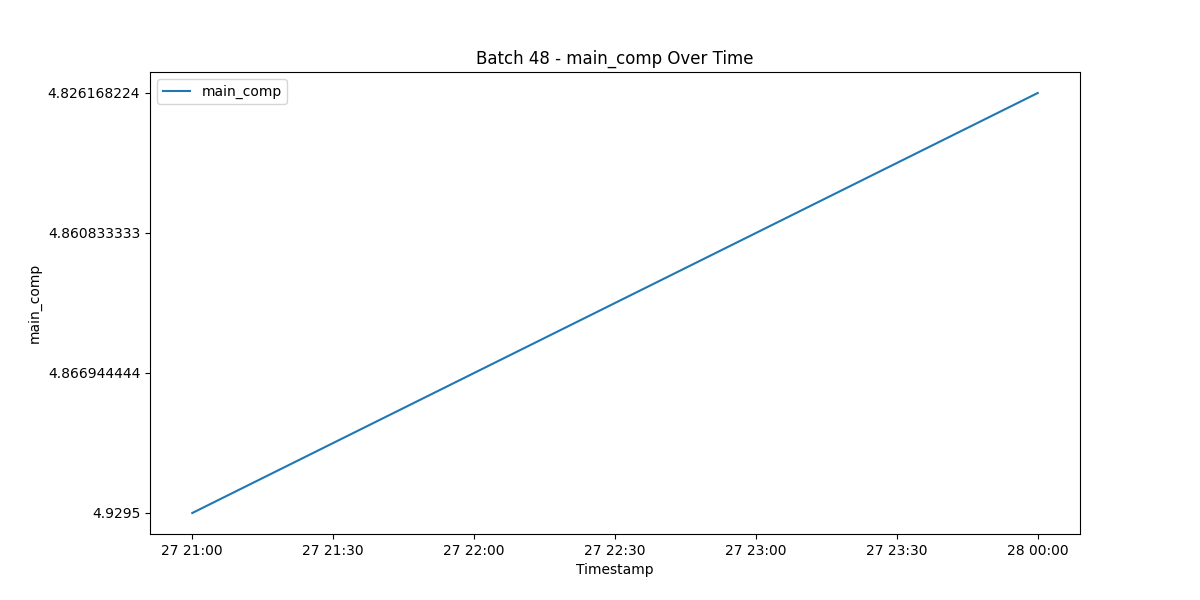 Batch 48 - main_comp Over Time
main_comp
4.826168224
4.860833333
4.866944444
4.9295
main_comp
27 21:00
27 21:30
27 22:00
27 22:30
27 23:00
27 23:30
28 00:00
Timestamp